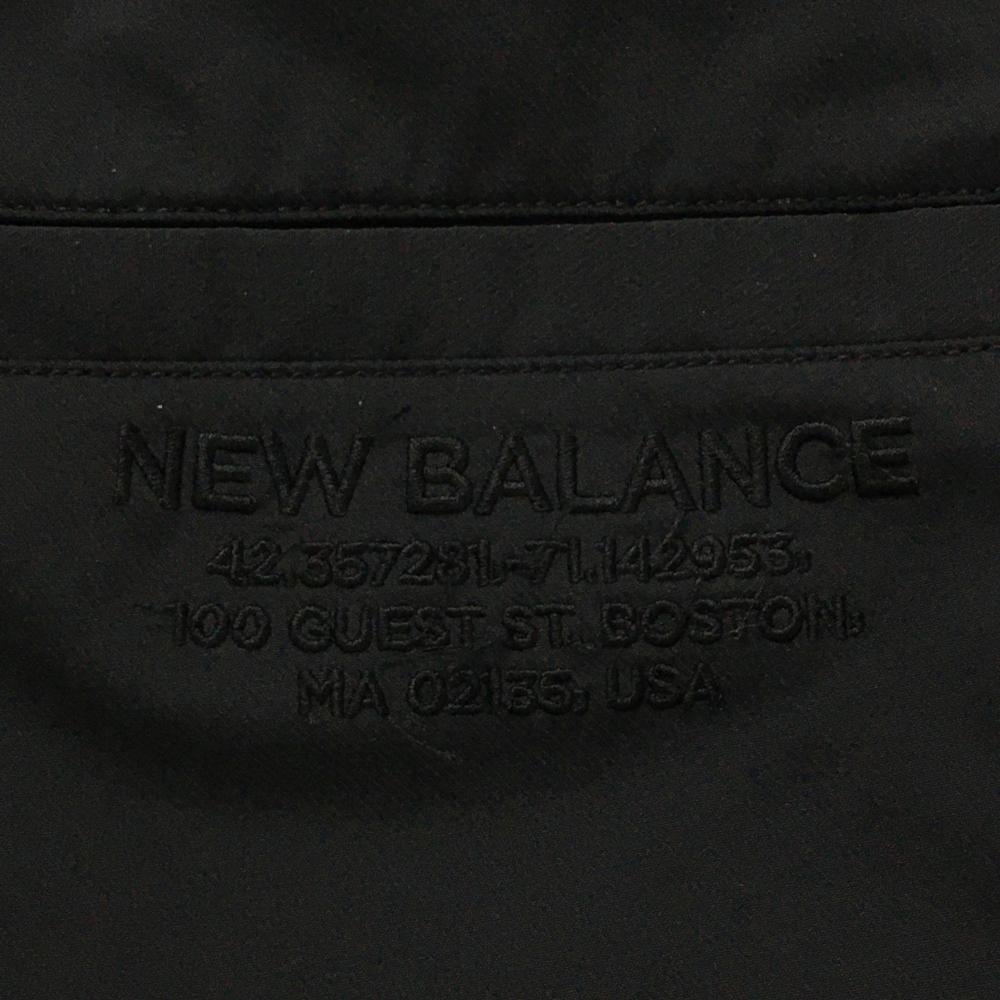 NEW BALANCE
42.357281,-71.142953,
100 GUEST ST. BOSTON,
MA 02135, USA